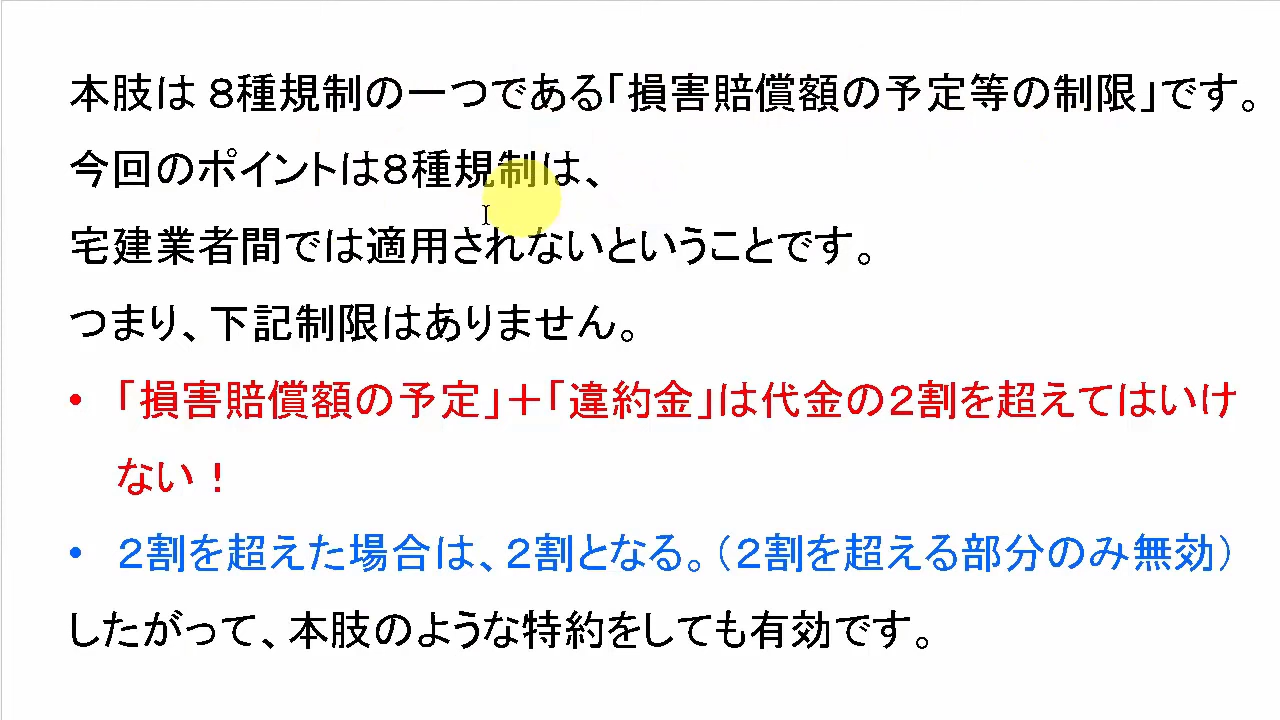 本肢は８種規制の一つである「損害賠償額の予定等の制限」です。
今回のポイントは８種規制は、
宅建業者間では適用されないということです。
つまり、下記制限はありません。
• 「損害賠償額の予定」＋「違約金」は代金の２割を超えてはいけ
ない！
• ２割を超えた場合は、２割となる。（２割を超える部分のみ無効）
したがって、本肢のような特約をしても有効です。